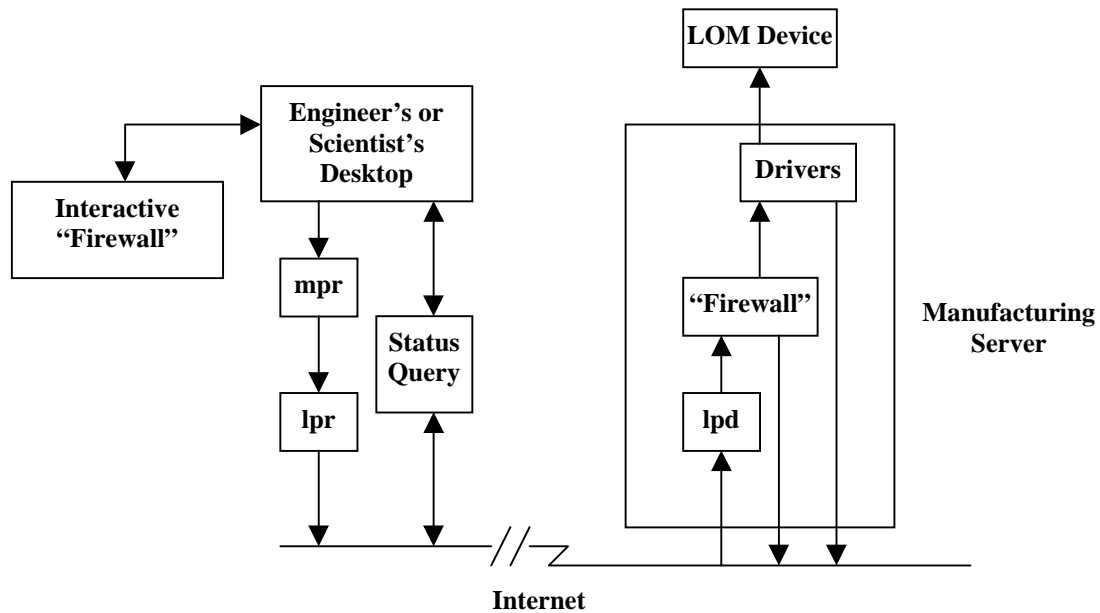 LOM Device
Engineer’s or
Scientist’s
Desktop
Drivers
Interactive
“Firewall”
mpr
“Firewall”
Manufacturing
Server
Status
Query
lpr
lpd
Internet